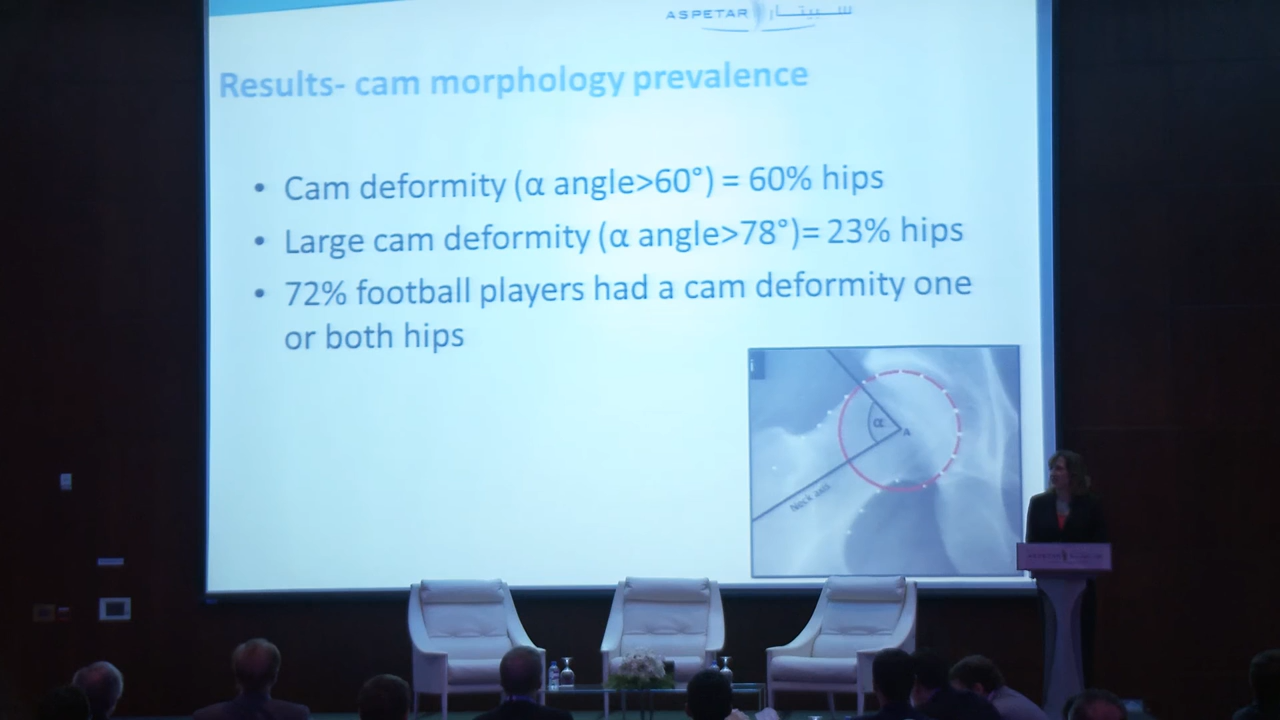 ASPETAR سبيتار
Results- cam morphology prevalence
• Cam deformity (α angle>60°) = 60% hips
• Large cam deformity (α angle>78°)= 23% hips
• 72% football players had a cam deformity one
or both hips
i
α
A
Neck axis
ASPETAR